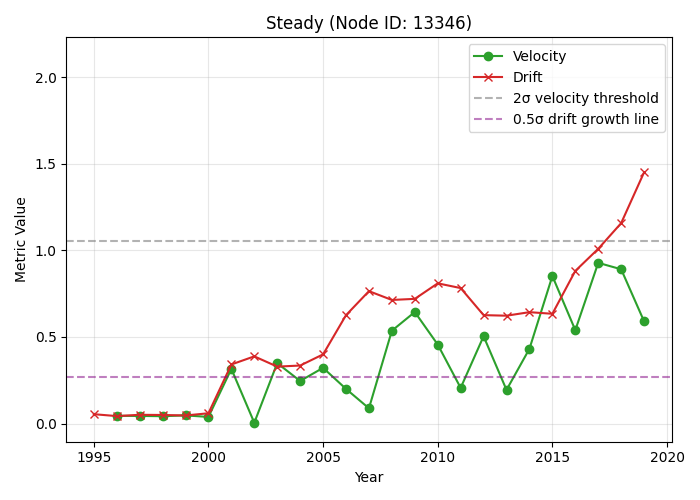 Steady (Node ID: 13346)
Velocity
Drift
2σ velocity threshold
0.5σ drift growth line
Metric Value
2.0
1.5
1.0
0.5
0.0
1995 2000 2005 2010 2015 2020
Year